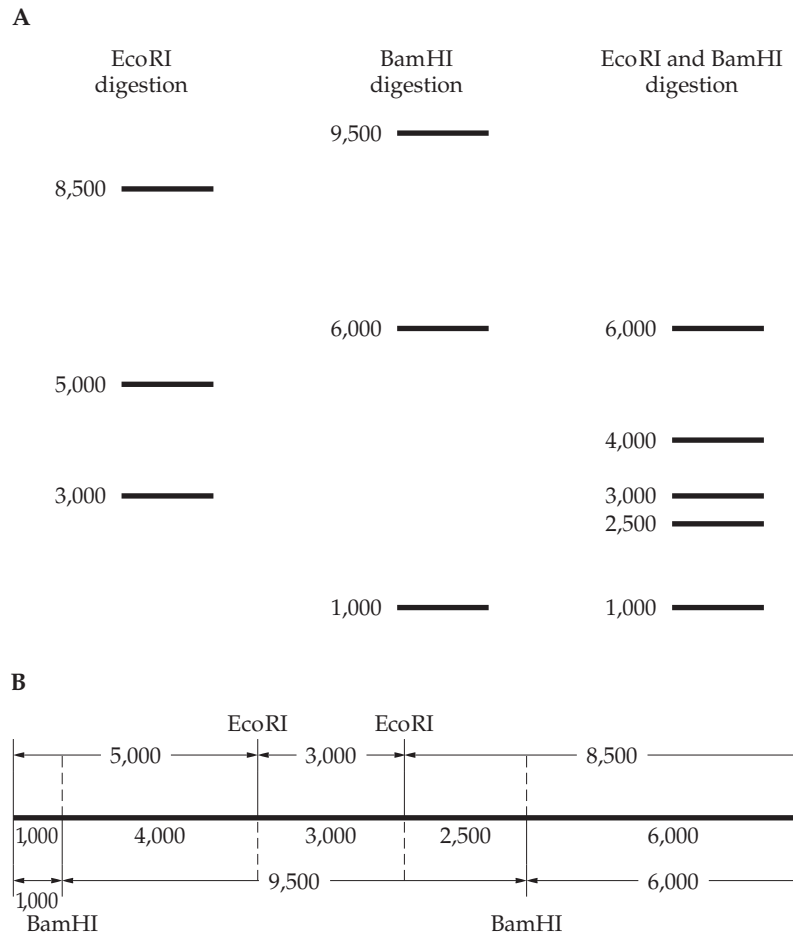 A
EcoRI digestion
BamHI digestion
EcoRI and BamHI digestion
9,500
8,500
6,000 6,000
5,000
4,000
3,000 3,000
2,500
1,000 1,000
B
EcoRI EcoRI
5,000 3,000 8,500
1,000 4,000 3,000 2,500 6,000
9,500 6,000
1,000
BamHI BamHI